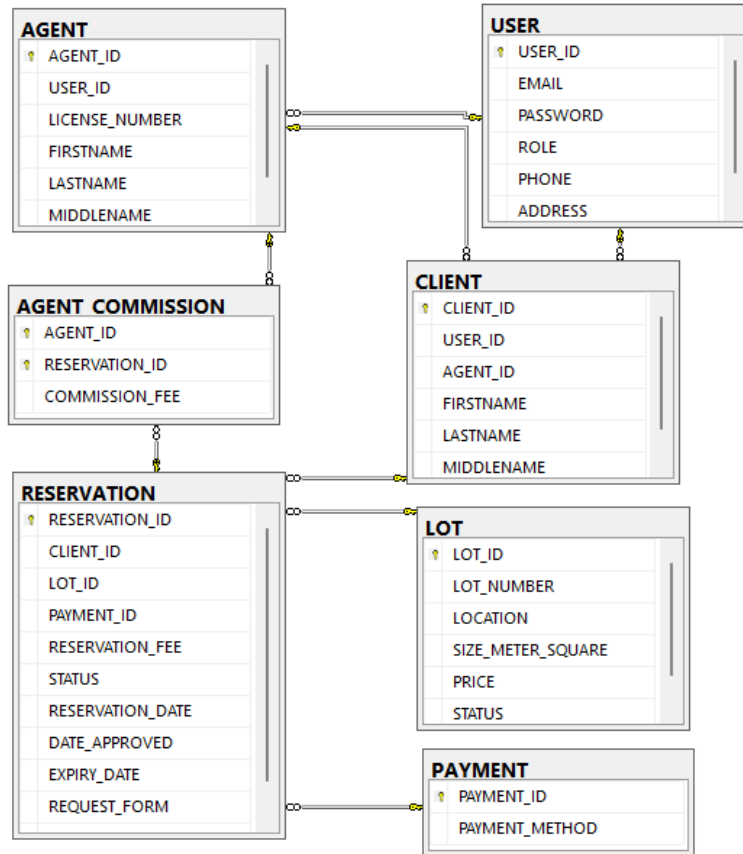 AGENT
AGENT_ID
USER_ID
LICENSE_NUMBER
FIRSTNAME
LASTNAME
MIDDLENAME
USER
USER_ID
EMAIL
PASSWORD
ROLE
PHONE
ADDRESS
AGENT_COMMISSION
AGENT_ID
RESERVATION_ID
COMMISSION_FEE
CLIENT
CLIENT_ID
USER_ID
AGENT_ID
FIRSTNAME
LASTNAME
MIDDLENAME
RESERVATION
RESERVATION_ID
CLIENT_ID
LOT_ID
PAYMENT_ID
RESERVATION_FEE
STATUS
RESERVATION_DATE
DATE_APPROVED
EXPIRY_DATE
REQUEST_FORM
LOT
LOT_ID
LOT_NUMBER
LOCATION
SIZE_METER_SQUARE
PRICE
STATUS
PAYMENT
PAYMENT_ID
PAYMENT_METHOD